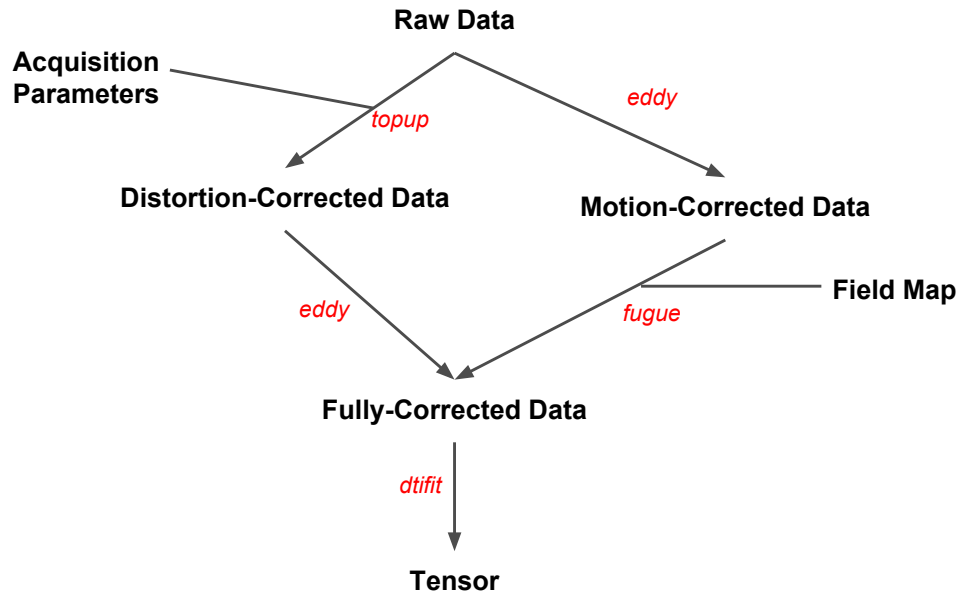 Raw Data
Acquisition
Parameters
eddy
topup
Distortion-Corrected Data
Motion-Corrected Data
Field Map
eddy
fugue
Fully-Corrected Data
dtifit
Tensor